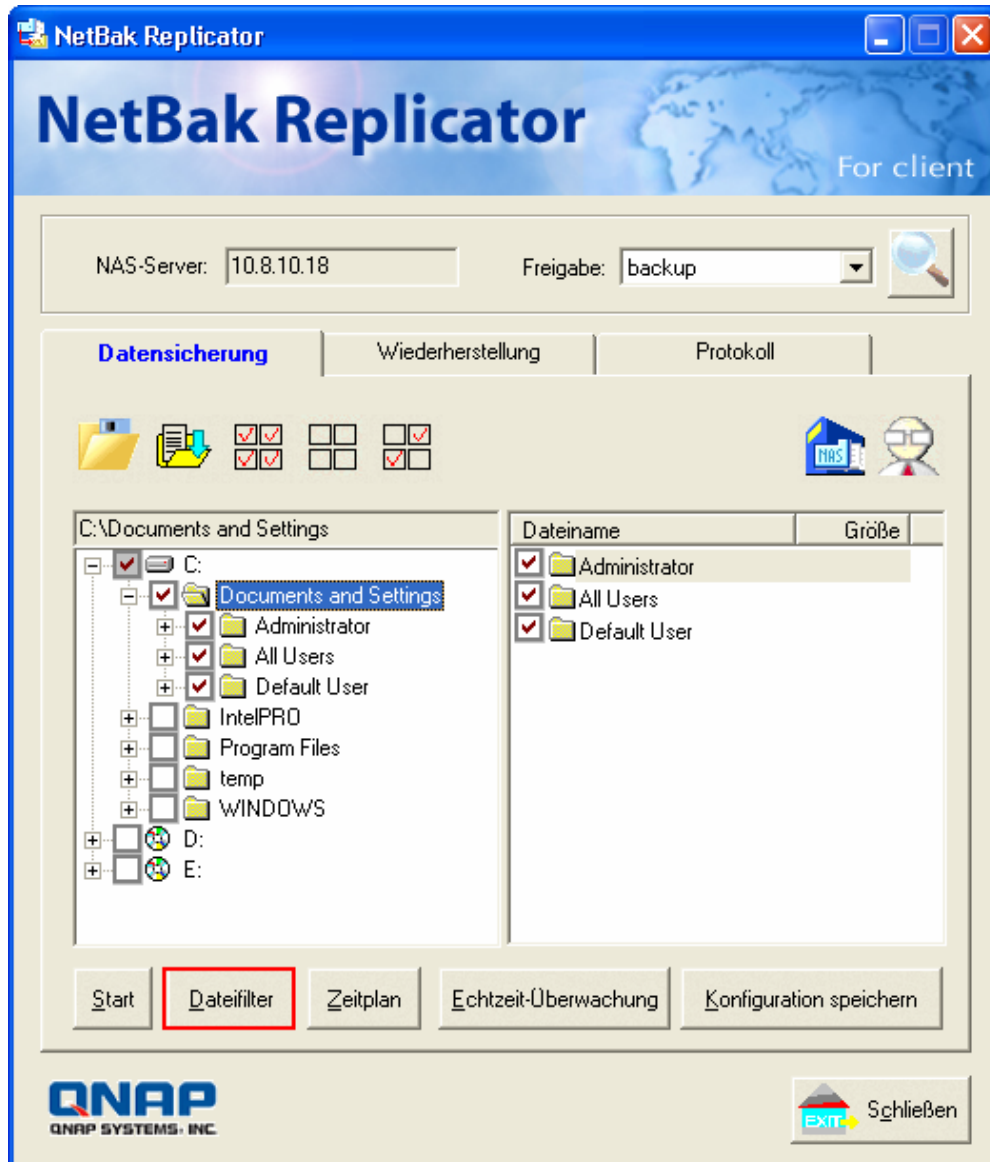 NetBak Replicator
NetBak Replicator
For client
NAS-Server: 10.8.10.18 Freigabe: backup
Datensicherung Wiederherstellung Protokoll
NAS
C:\Documents and Settings
C:
Documents and Settings
Administrator
All Users
Default User
IntelPRO
Program Files
temp
WINDOWS
D:
E:
Dateiname Größe
Administrator
All Users
Default User
Start Dateifilter Zeitplan Echtzeit-Überwachung Konfiguration speichern
QNAP
QNAP SYSTEMS, INC.
EXIT Schließen